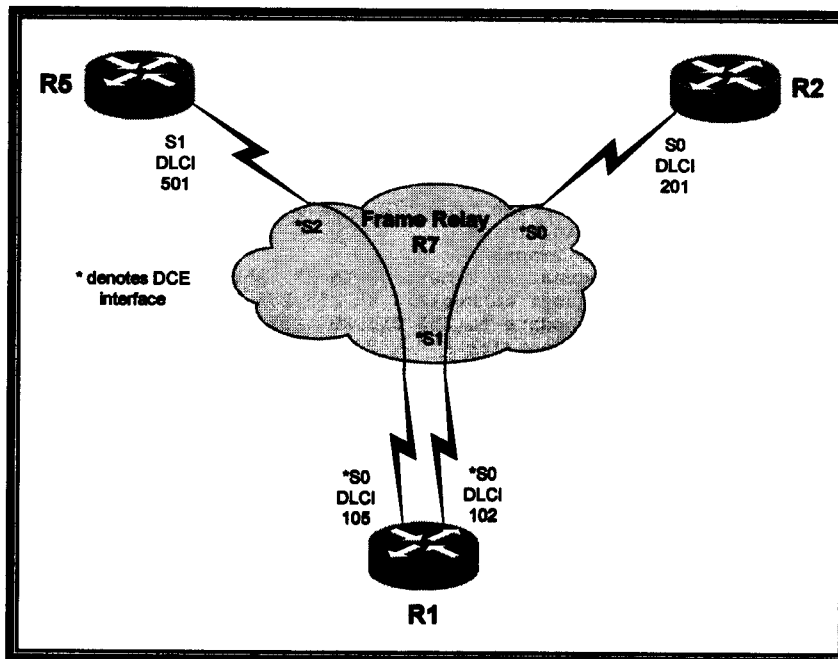 R5
R2
S1
DLCI
501
S0
DLCI
201
Frame Relay
R7
*S2
*S0
* denotes DCE
interface
*S1
*S0
DLCI
105
*S0
DLCI
102
R1